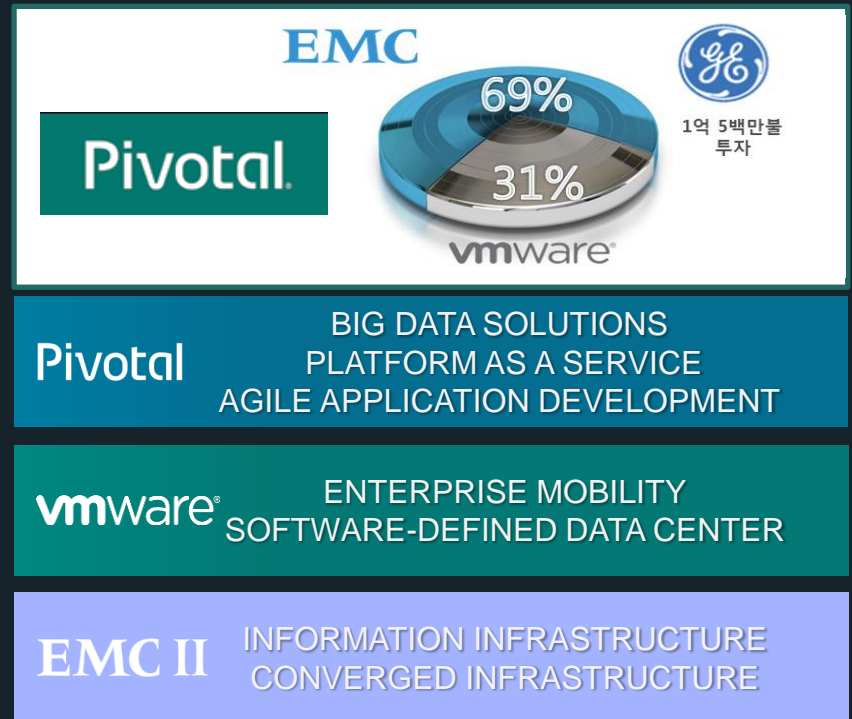 EMC
69%
GE
1억 5백만불
투자
Pivotal.
31%
vmware®
Pivotal
BIG DATA SOLUTIONS
PLATFORM AS A SERVICE
AGILE APPLICATION DEVELOPMENT
vmware®
ENTERPRISE MOBILITY
SOFTWARE-DEFINED DATA CENTER
EMC II
INFORMATION INFRASTRUCTURE
CONVERGED INFRASTRUCTURE